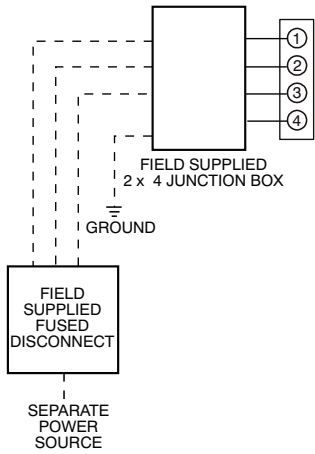 1
2
3
4
FIELD SUPPLIED
2 x 4 JUNCTION BOX
GROUND
FIELD
SUPPLIED
FUSED
DISCONNECT
SEPARATE
POWER
SOURCE